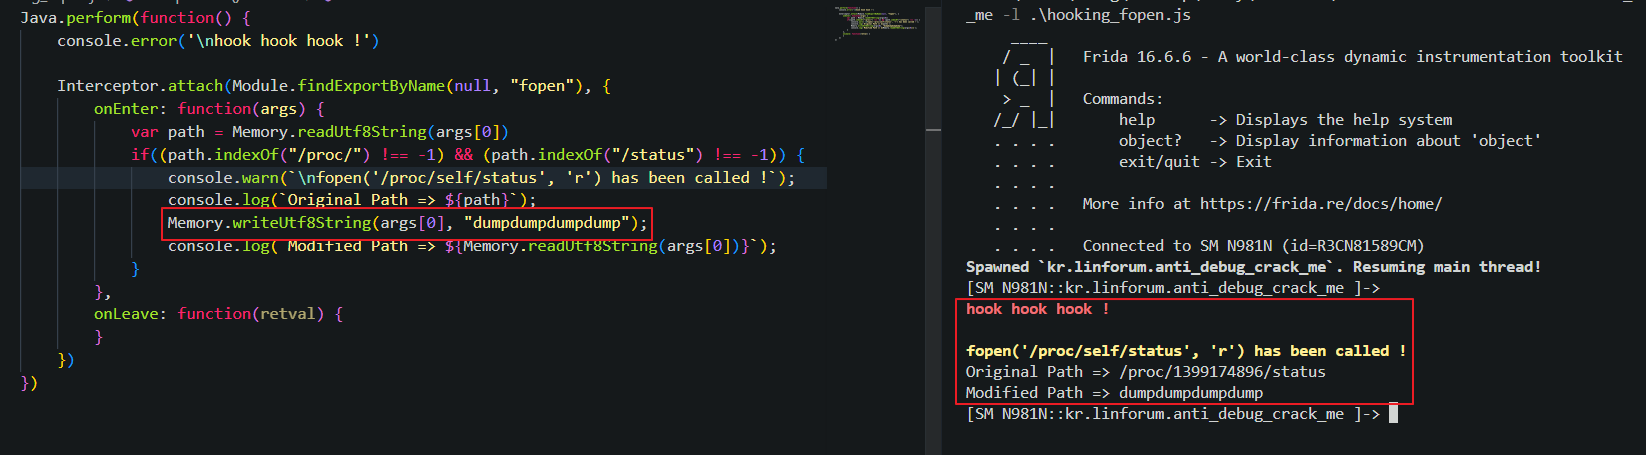 Java.perform(function() {
console.error('\nhook hook hook !')
Interceptor.attach(Module.findExportByName(null, "fopen"), {
onEnter: function(args) {
var path = Memory.readUtf8String(args[0])
if((path.indexOf("/proc/") !== -1) && (path.indexOf("/status") !== -1)) {
console.warn(`\nfopen('/proc/self/status', 'r') has been called !`);
console.log(`Original Path => ${path}`);
Memory.writeUtf8String(args[0], "dumpdumpdumpdump");
console.log(`Modified Path => ${Memory.readUtf8String(args[0])}`);
}
},
onLeave: function(retval) {
}
})
})
_me -l .\hooking_fopen.js
____
/ _  |   Frida 16.6.6 - A world-class dynamic instrumentation toolkit
| (_| |
> _  |   Commands:
/_/ |_|       help      -> Displays the help system
. . . .       object?   -> Display information about 'object'
. . . .       exit/quit -> Exit
. . . .
. . . .   More info at https://frida.re/docs/home/
. . . .
. . . .   Connected to SM N981N (id=R3CN81589CM)
Spawned `kr.linforum.anti_debug_crack_me`. Resuming main thread!
[SM N981N::kr.linforum.anti_debug_crack_me ]->
hook hook hook !
fopen('/proc/self/status', 'r') has been called !
Original Path => /proc/1399174896/status
Modified Path => dumpdumpdumpdump
[SM N981N::kr.linforum.anti_debug_crack_me ]->